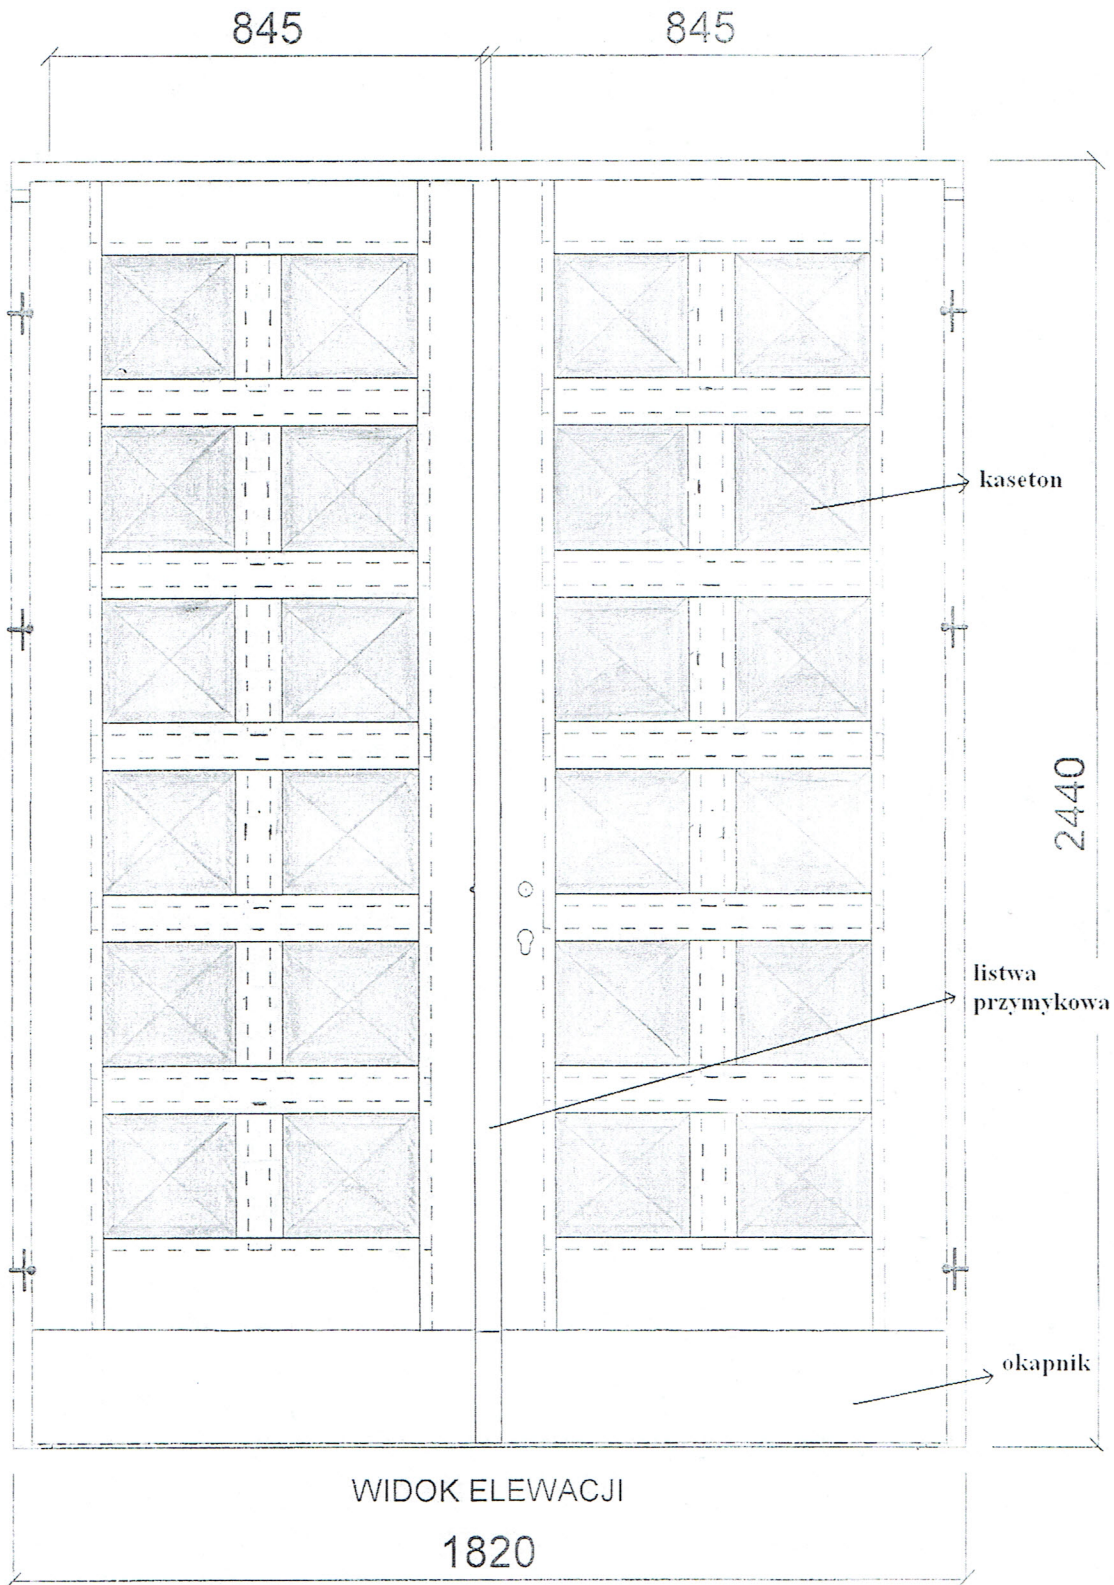 845
845
kaseton
2440
listwa
przymykowa
okapnik
WIDOK ELEWACJI
1820